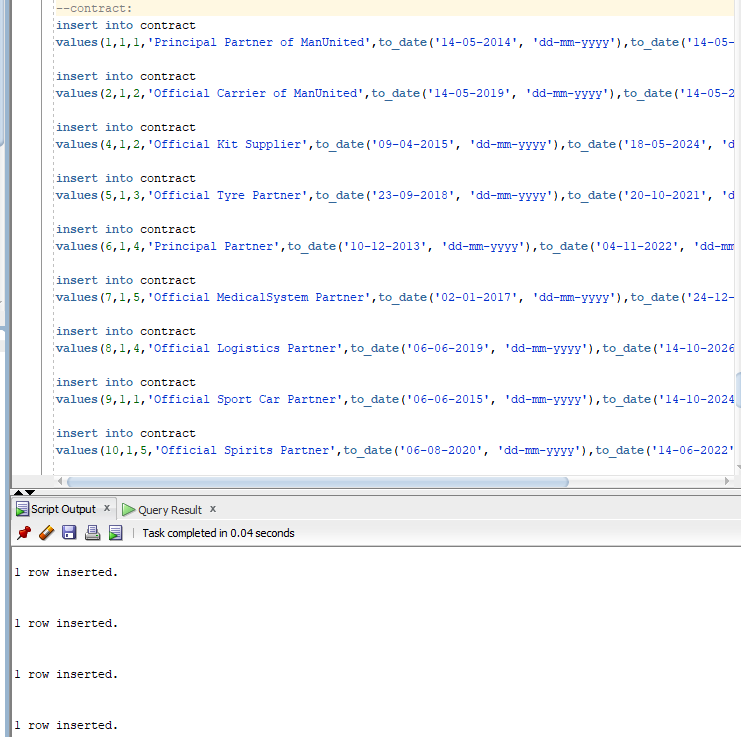 --contract:
insert into contract
values(1,1,1,'Principal Partner of ManUnited',to_date('14-05-2014', 'dd-mm-yyyy'),to_date('14-05-
insert into contract
values(2,1,2,'Official Carrier of ManUnited',to_date('14-05-2019', 'dd-mm-yyyy'),to_date('14-05-2
insert into contract
values(4,1,2,'Official Kit Supplier',to_date('09-04-2015', 'dd-mm-yyyy'),to_date('18-05-2024', 'd
insert into contract
values(5,1,3,'Official Tyre Partner',to_date('23-09-2018', 'dd-mm-yyyy'),to_date('20-10-2021', 'd
insert into contract
values(6,1,4,'Principal Partner',to_date('10-12-2013', 'dd-mm-yyyy'),to_date('04-11-2022', 'dd-mm
insert into contract
values(7,1,5,'Official MedicalSystem Partner',to_date('02-01-2017', 'dd-mm-yyyy'),to_date('24-12-
insert into contract
values(8,1,4,'Official Logistics Partner',to_date('06-06-2019', 'dd-mm-yyyy'),to_date('14-10-2026
insert into contract
values(9,1,1,'Official Sport Car Partner',to_date('06-06-2015', 'dd-mm-yyyy'),to_date('14-10-2024
insert into contract
values(10,1,5,'Official Spirits Partner',to_date('06-08-2020', 'dd-mm-yyyy'),to_date('14-06-2022'
Script Output x Query Result x
Task completed in 0.04 seconds
1 row inserted.
1 row inserted.
1 row inserted.
1 row inserted.